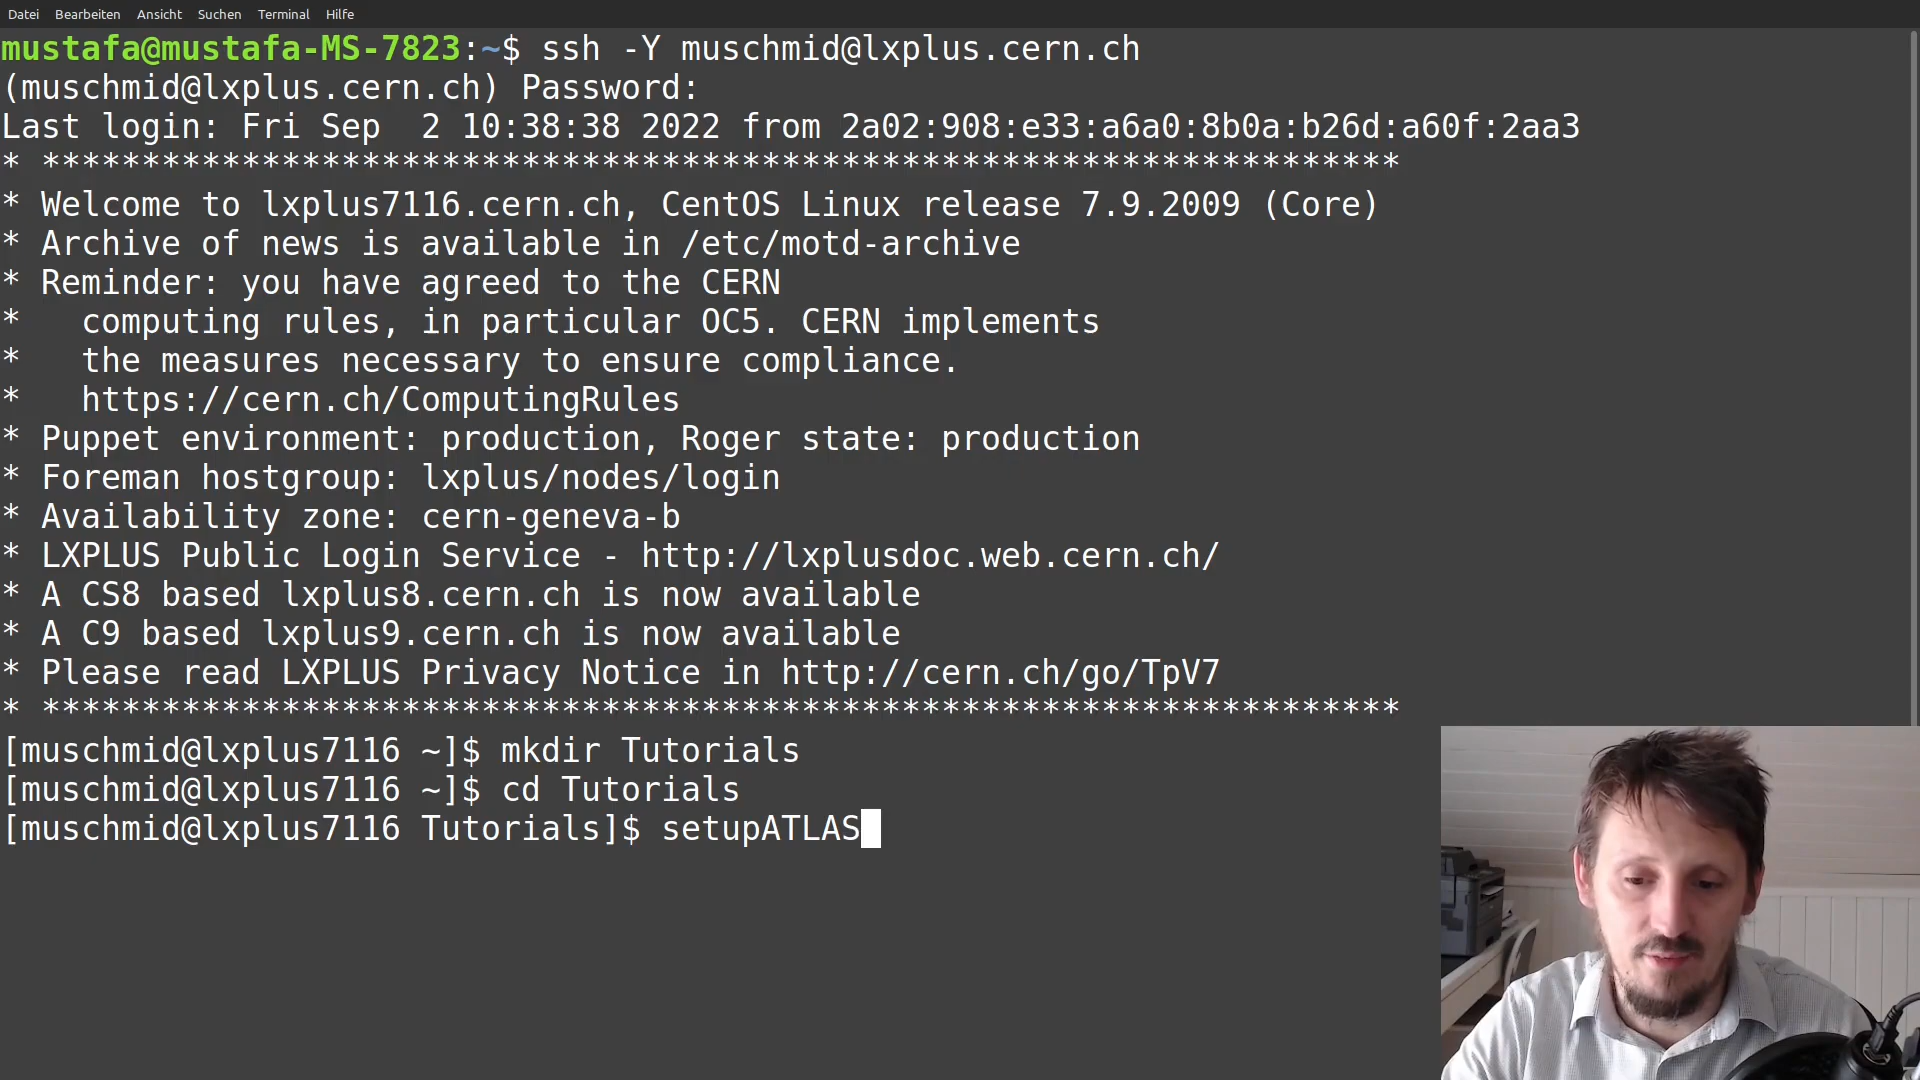 Datei Bearbeiten Ansicht Suchen Terminal Hilfe
mustafa@mustafa-MS-7823:~$ ssh -Y muschmid@lxplus.cern.ch
(muschmid@lxplus.cern.ch) Password:
Last login: Fri Sep  2 10:38:38 2022 from 2a02:908:e33:a6a0:8b0a:b26d:a60f:2aa3
* ********************************************************************
* Welcome to lxplus7116.cern.ch, CentOS Linux release 7.9.2009 (Core)
* Archive of news is available in /etc/motd-archive
* Reminder: you have agreed to the CERN
*   computing rules, in particular OC5. CERN implements
*   the measures necessary to ensure compliance.
*   https://cern.ch/ComputingRules
* Puppet environment: production, Roger state: production
* Foreman hostgroup: lxplus/nodes/login
* Availability zone: cern-geneva-b
* LXPLUS Public Login Service - http://lxplusdoc.web.cern.ch/
* A CS8 based lxplus8.cern.ch is now available
* A C9 based lxplus9.cern.ch is now available
* Please read LXPLUS Privacy Notice in http://cern.ch/go/TpV7
* ********************************************************************
[muschmid@lxplus7116 ~]$ mkdir Tutorials
[muschmid@lxplus7116 ~]$ cd Tutorials
[muschmid@lxplus7116 Tutorials]$ setupATLAS